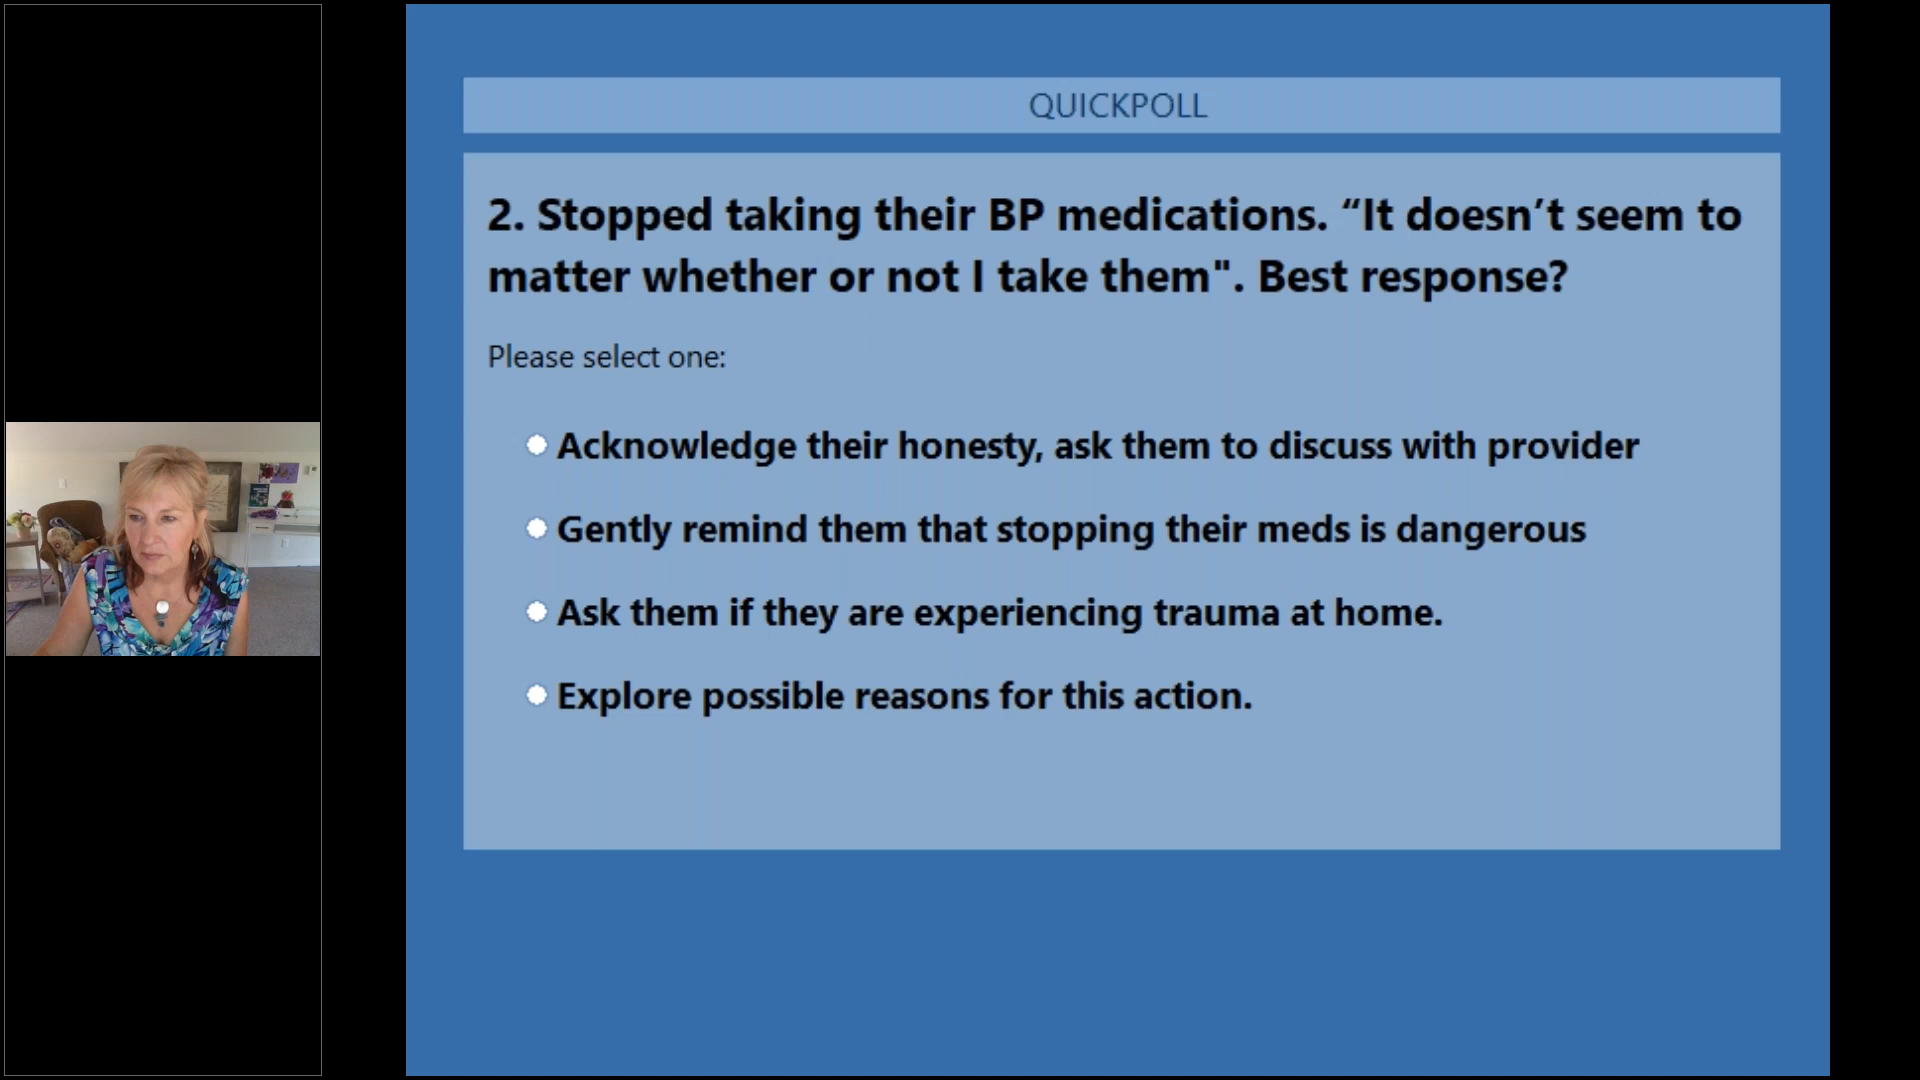 QUICKPOLL
2. Stopped taking their BP medications. “It doesn’t seem to
matter whether or not I take them". Best response?
Please select one:
Acknowledge their honesty, ask them to discuss with provider
Gently remind them that stopping their meds is dangerous
Ask them if they are experiencing trauma at home.
Explore possible reasons for this action.